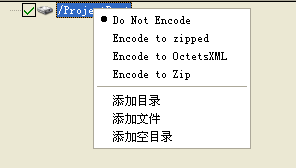 Do Not Encode
Encode to zipped
Encode to OctetsXML
Encode to Zip
添加目录
添加文件
添加空目录